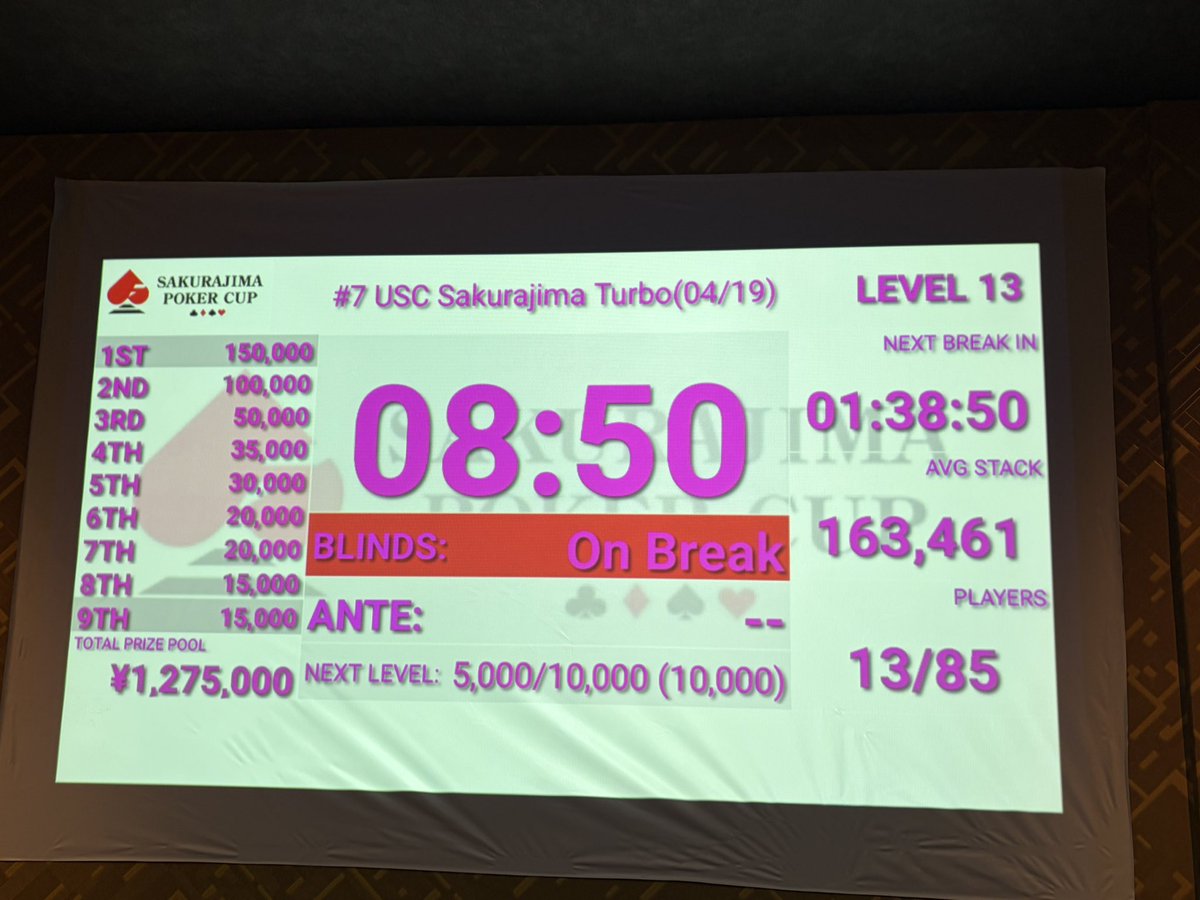 SAKURAJIMA
POKER CUP
#7 USC Sakurajima Turbo(04/19)
LEVEL 13
1ST 150,000
2ND 100,000
3RD 50,000
4TH 35,000
5TH 30,000
6TH 20,000
7TH 20,000
8TH 15,000
9TH 15,000
TOTAL PRIZE POOL
¥1,275,000
08:50
SAKURAJIMA
POKER CUP
BLINDS: On Break
ANTE: --
NEXT LEVEL: 5,000/10,000 (10,000)
NEXT BREAK IN
01:38:50
AVG STACK
163,461
PLAYERS
13/85